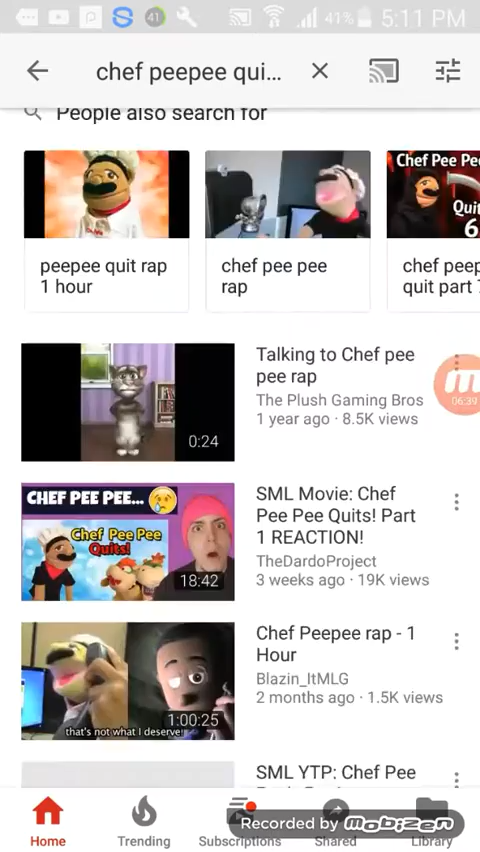 41
41% 5:11 PM
chef peepee qui...
People also search for
Chef Pee Pe
Quit
6
peepee quit rap
1 hour
chef pee pee
rap
chef peep
quit part 7
Talking to Chef pee
pee rap
The Plush Gaming Bros
1 year ago · 8.5K views
0:24
06:39
CHEF PEE PEE...
Chef Pee Pee
Quits!
18:42
SML Movie: Chef
Pee Pee Quits! Part
1 REACTION!
TheDardoProject
3 weeks ago · 19K views
that's not what I deserve!
1:00:25
Chef Peepee rap - 1
Hour
Blazin_ItMLG
2 months ago · 1.5K views
SML YTP: Chef Pee
Home
Trending
Subscriptions
Shared
Library
Recorded by mobizen